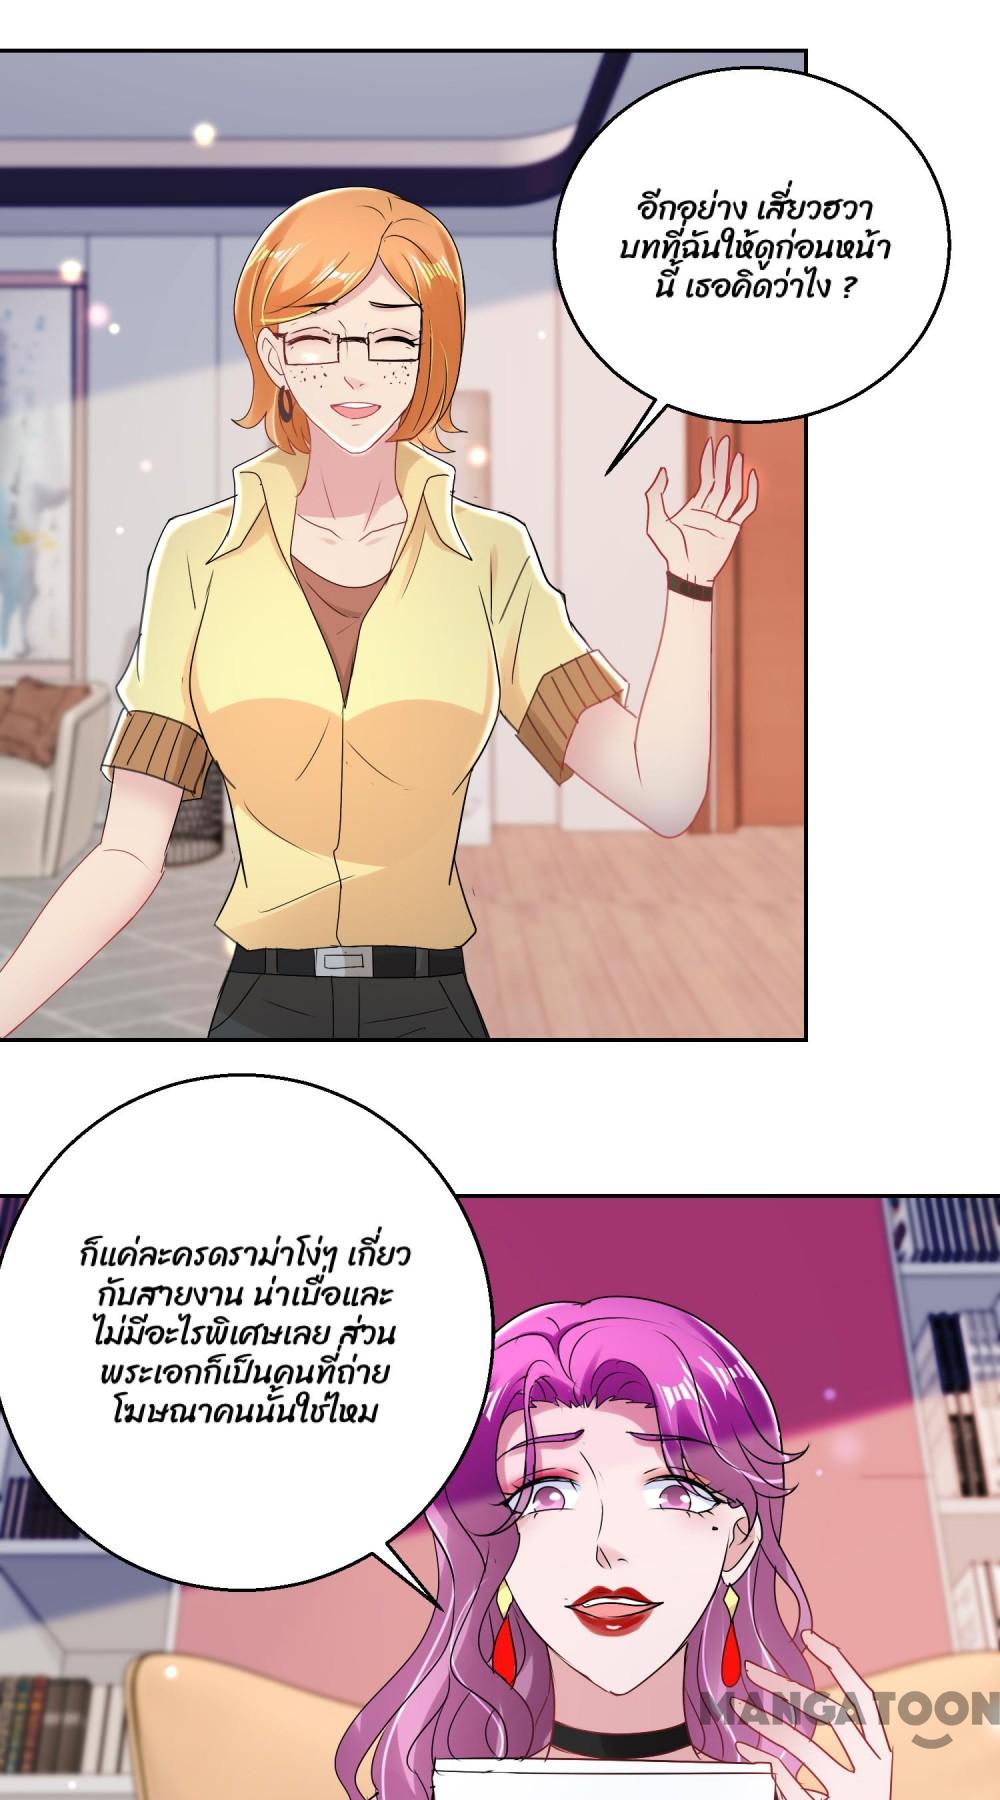 อีกอย่าง เสี่ยวฮวา
บทที่ฉันให้ดูก่อนหน้า
นี้ เธอคิดว่าไง ?
ก็แค่ละครดราม่าโง่ๆ เกี่ยว
กับสายงาน น่าเบื่อและ
ไม่มีอะไรพิเศษเลย ส่วน
พระเอกก็เป็นคนที่ถ่าย
โฆษณาคนนั้นใช่ไหม
MANGATOON